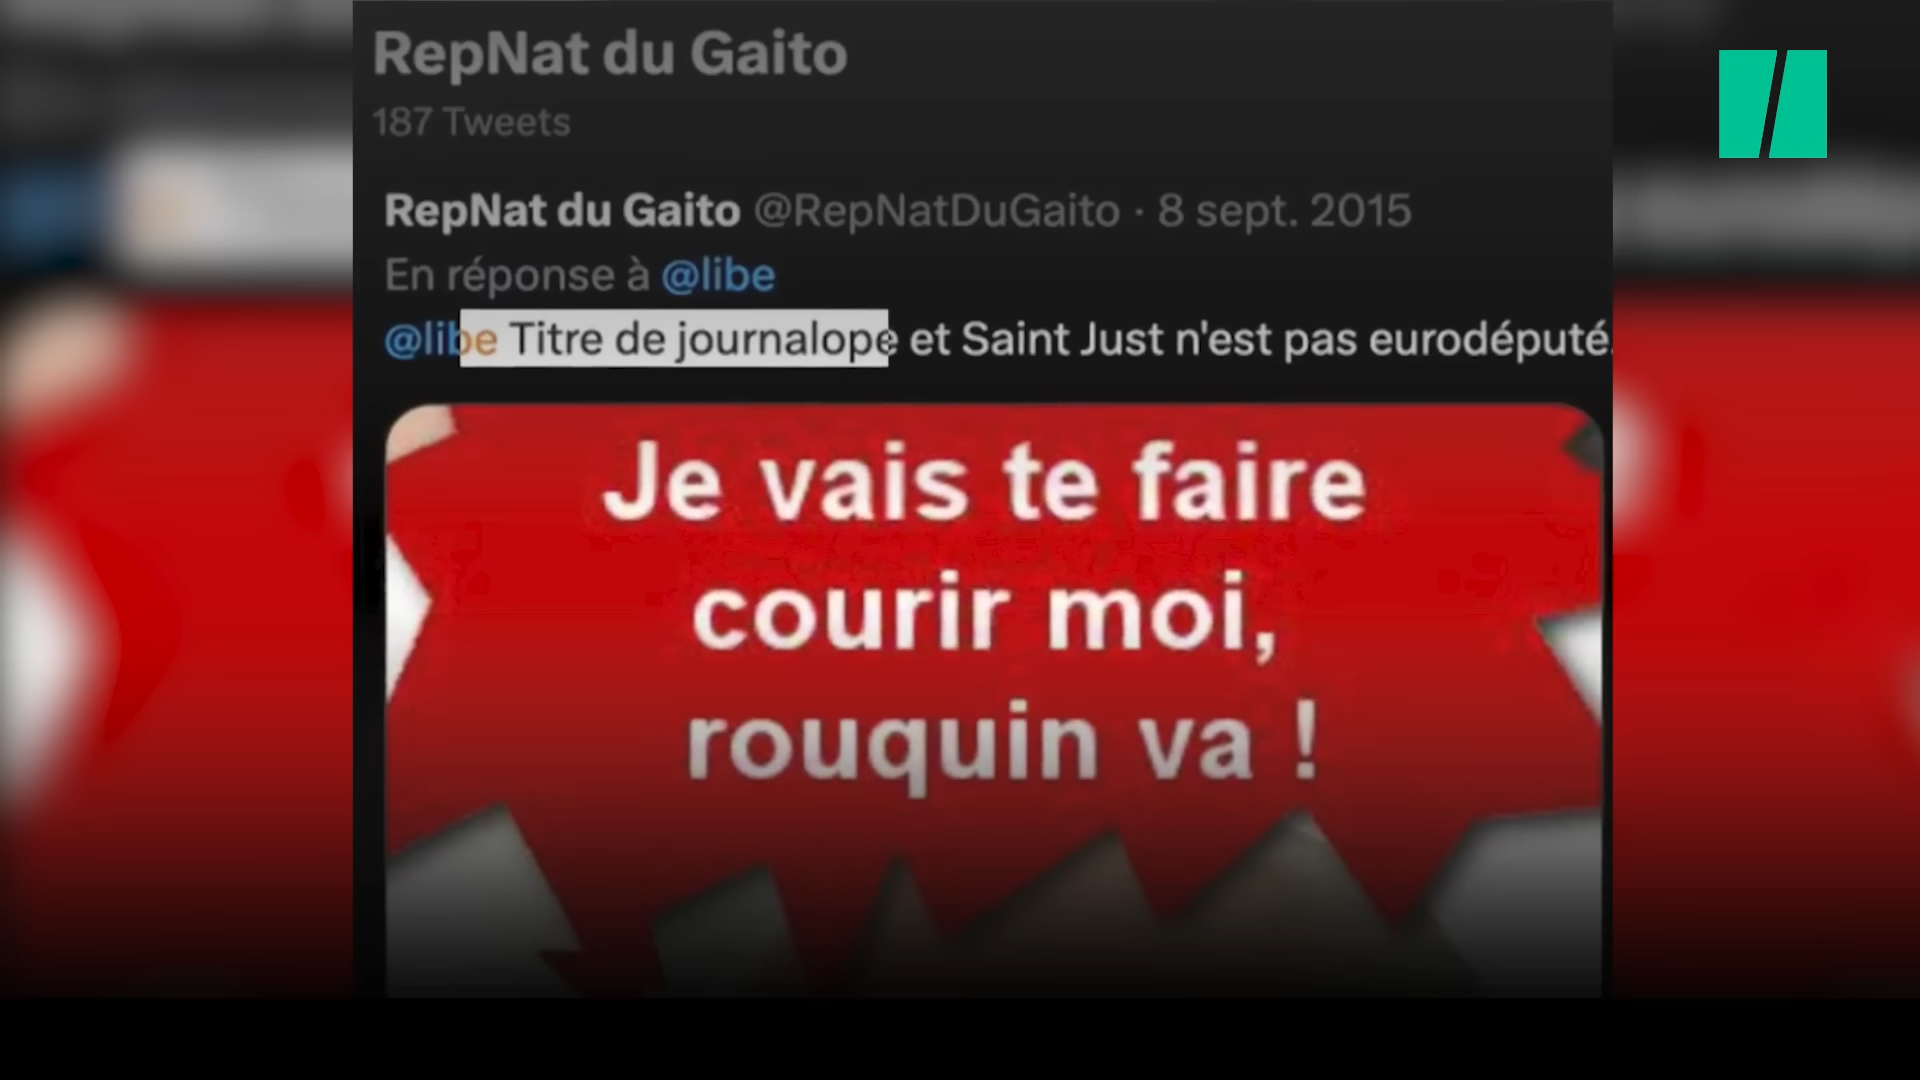 RepNat du Gaito
187 Tweets
RepNat du Gaito @RepNatDuGaito · 8 sept. 2015
En réponse à @libe
@libe Titre de journalope et Saint Just n'est pas eurodéputé.
Je vais te faire
courir moi,
rouquin va !